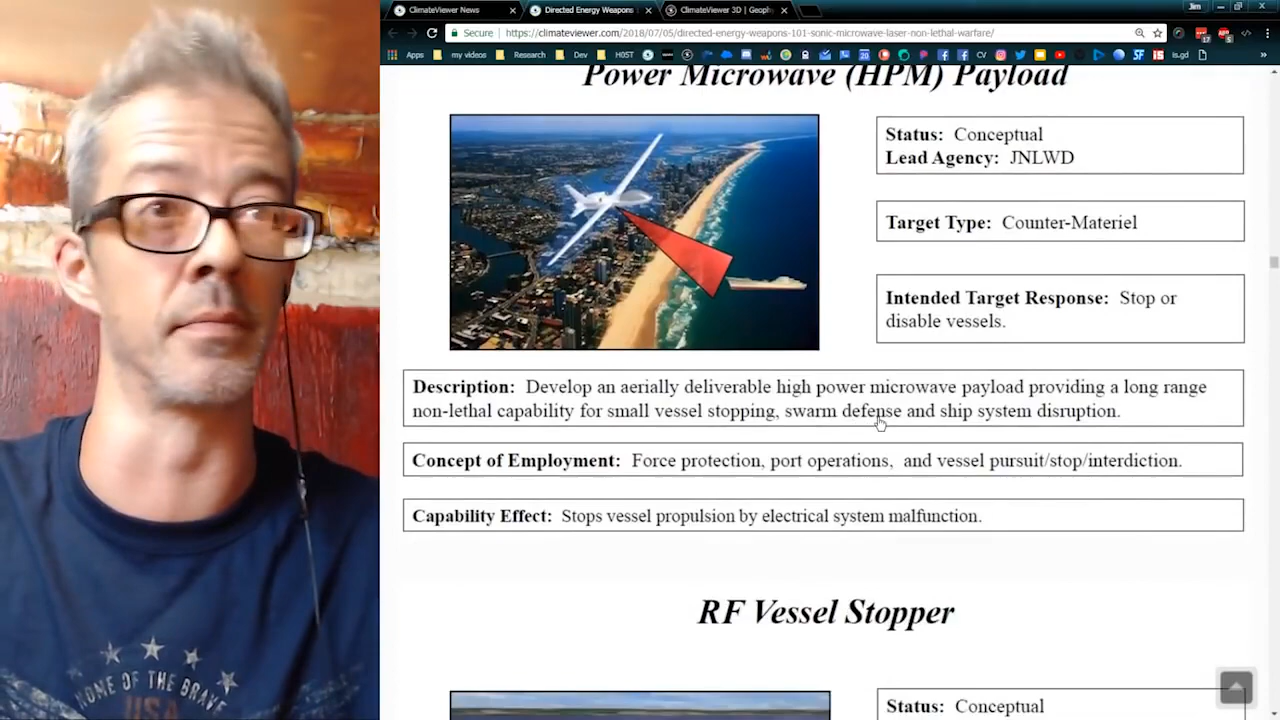 ClimateViewer News
Directed Energy Weapons
ClimateViewer 3D | Geoph
Jim
Secure
https://climateviewer.com/2018/07/05/directed-energy-weapons-101-sonic-microwave-laser-non-lethal-warfare/
Apps
my videos
Research
Dev
H05T
CV
is.gd
Power Microwave (HPM) Payload
Status: Conceptual
Lead Agency: JNLWD
Target Type: Counter-Materiel
Intended Target Response: Stop or
disable vessels.
Description: Develop an aerially deliverable high power microwave payload providing a long range
non-lethal capability for small vessel stopping, swarm defense and ship system disruption.
Concept of Employment: Force protection, port operations, and vessel pursuit/stop/interdiction.
Capability Effect: Stops vessel propulsion by electrical system malfunction.
RF Vessel Stopper
Status: Conceptual
HOME OF THE BRAVE
USA